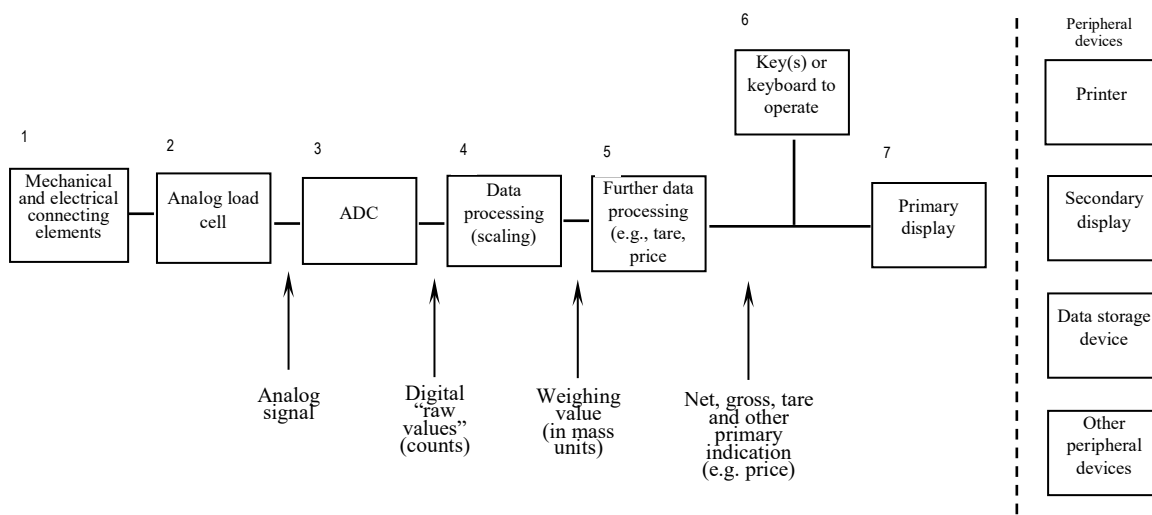 6
Peripheral
devices
Key(s) or
keyboard to
operate
Printer
1
Mechanical
and electrical
connecting
elements
2
Analog load
cell
3
ADC
4
Data
processing
(scaling)
5
Further data
processing
(e.g., tare,
price
7
Primary
display
Secondary
display
Data storage
device
Other
peripheral
devices
Analog
signal
Digital
“raw
values”
(counts)
Weighing
value
(in mass
units)
Net, gross, tare
and other
primary
indication
(e.g. price)